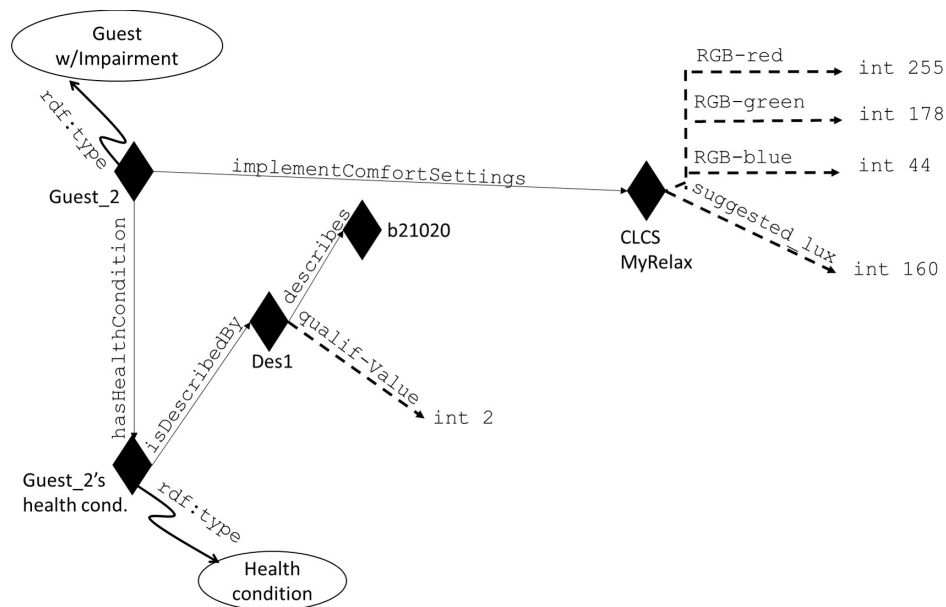 Guest
w/Impairment
rdf:type
Guest_2
implementComfortSettings
RGB-red
int 255
RGB-green
int 178
RGB-blue
int 44
suggested_lux
int 160
CLCS
MyRelax
hasHealthCondition
describes
b21020
isDescribedBy
Des1
qualif-Value
int 2
Guest_2’s
health cond.
rdf:type
Health
condition